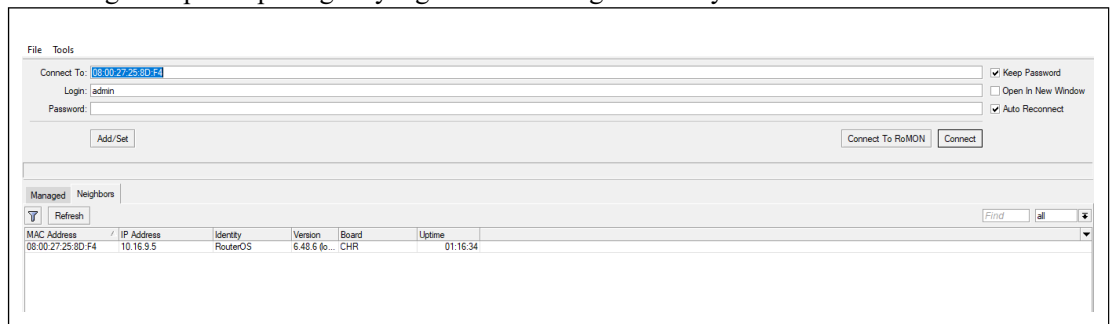 File Tools
Connect To: 08:00:27:25:8D:F4
Keep Password
Login: admin
Open In New Window
Password:
Auto Reconnect
Add/Set
Connect To RoMON Connect
Managed Neighbors
Refresh
Find all
MAC Address / IP Address Identity Version Board Uptime
08:00:27:25:8D:F4 10.16.9.5 RouterOS 6.48.6 (lo... CHR 01:16:34